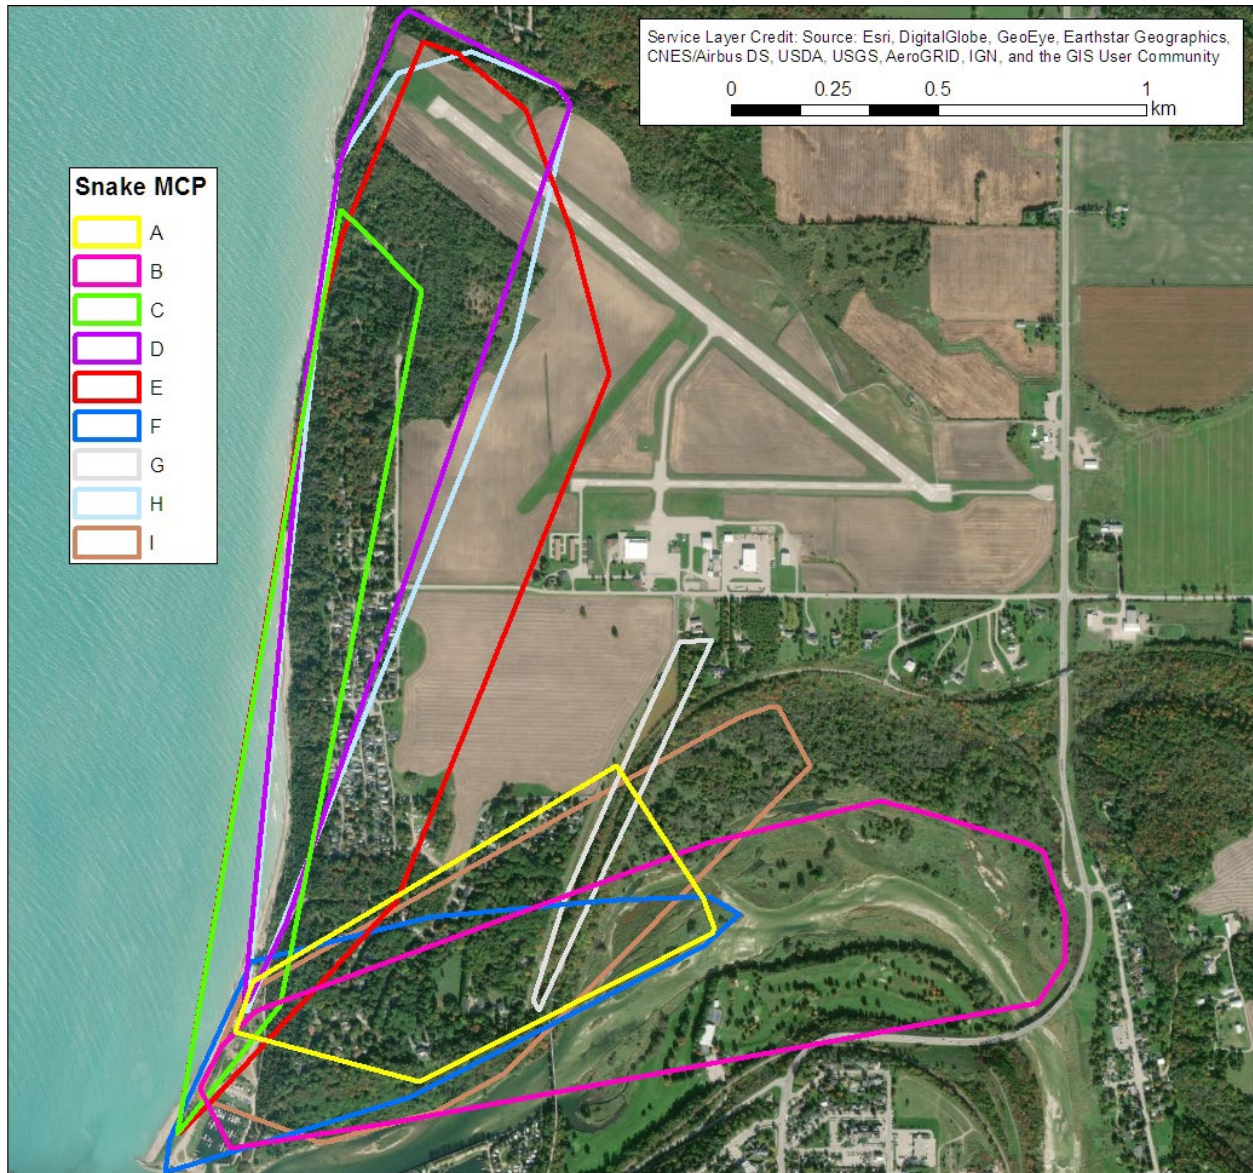 Service Layer Credit: Source: Esri, DigitalGlobe, GeoEye, Earthstar Geographics,
CNES/Airbus DS, USDA, USGS, AeroGRID, IGN, and the GIS User Community
0 0.25 0.5 1
km
Snake MCP
A
B
C
D
E
F
G
H
I